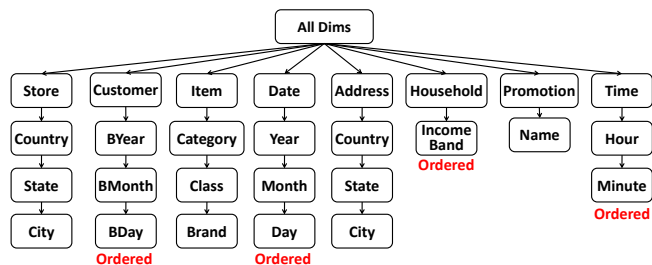 All Dims
Store Customer Item Date Address Household Promotion Time
Country BYear Category Year Country Income Band Name Hour
Ordered
State BMonth Class Month State Minute
Ordered
City BDay Brand Day City
Ordered Ordered